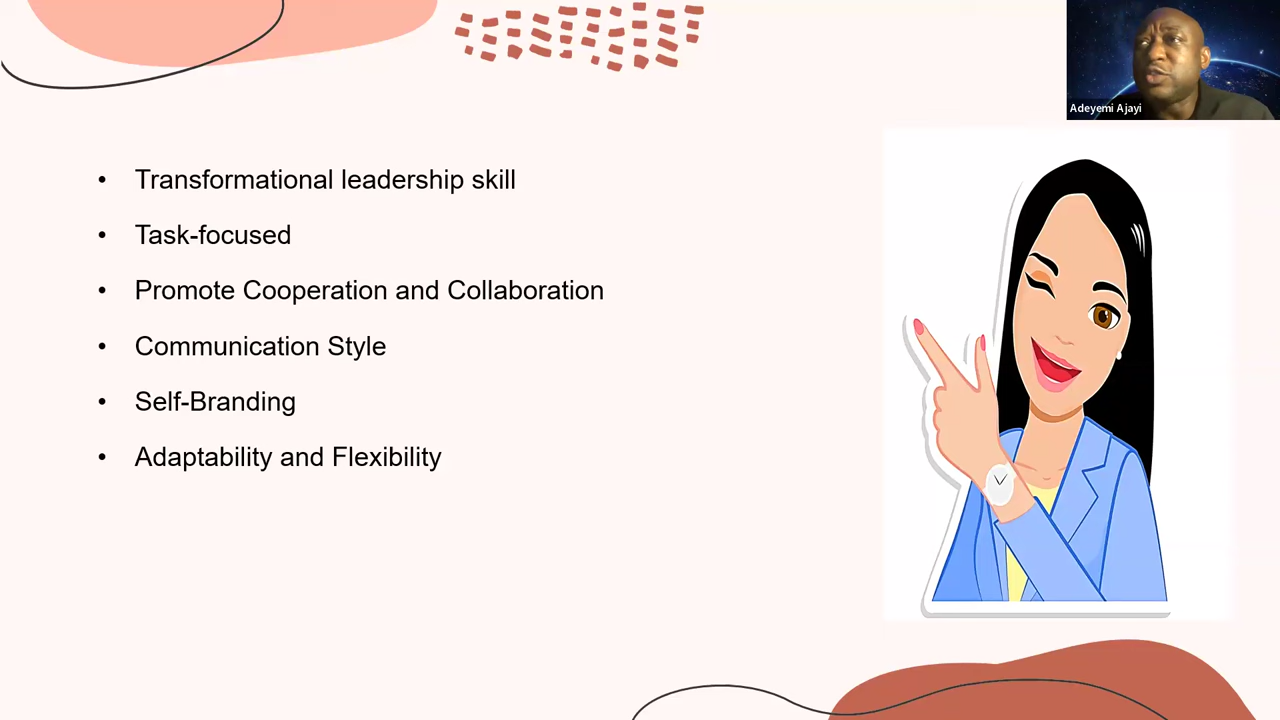 Adeyemi Ajayi
• Transformational leadership skill
• Task-focused
• Promote Cooperation and Collaboration
• Communication Style
• Self-Branding
• Adaptability and Flexibility